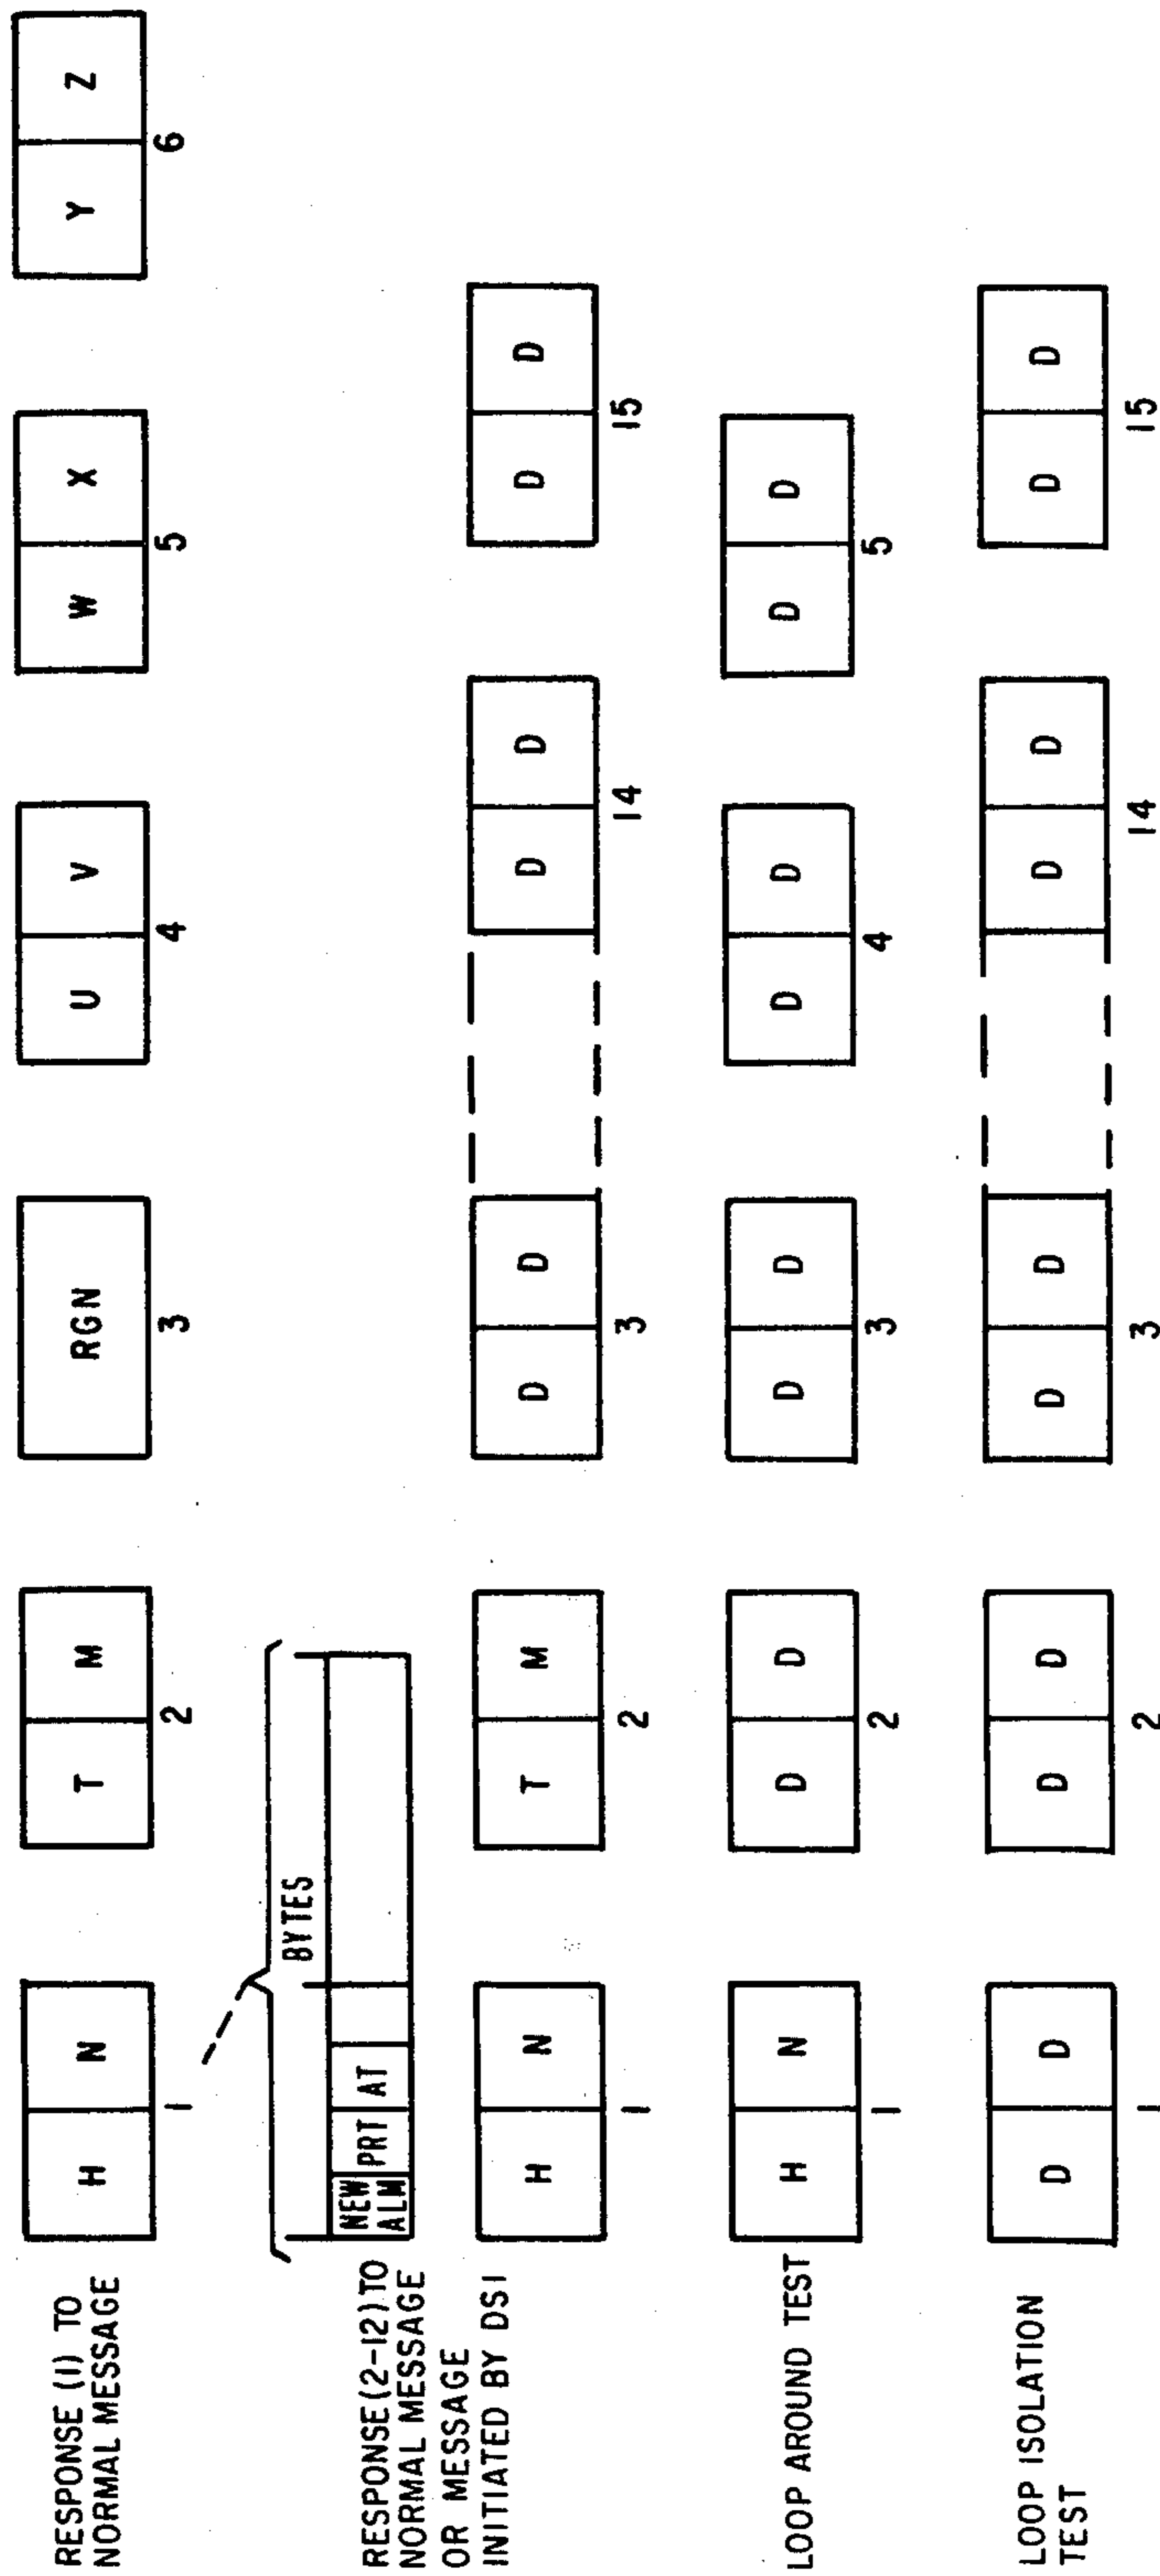 RESPONSE (1) TO
NORMAL MESSAGE
H N
1
T M
2
RGN
3
U V
4
W X
5
Y Z
6
BYTES
NEW
ALM
PRT
AT
RESPONSE (2-12) TO
NORMAL MESSAGE
OR MESSAGE
INITIATED BY DSI
H N
1
T M
2
D D
3
D D
14
D D
15
LOOP AROUND TEST
H N
1
D D
2
D D
3
D D
4
D D
5
LOOP ISOLATION
TEST
D D
1
D D
2
D D
3
D D
14
D D
15